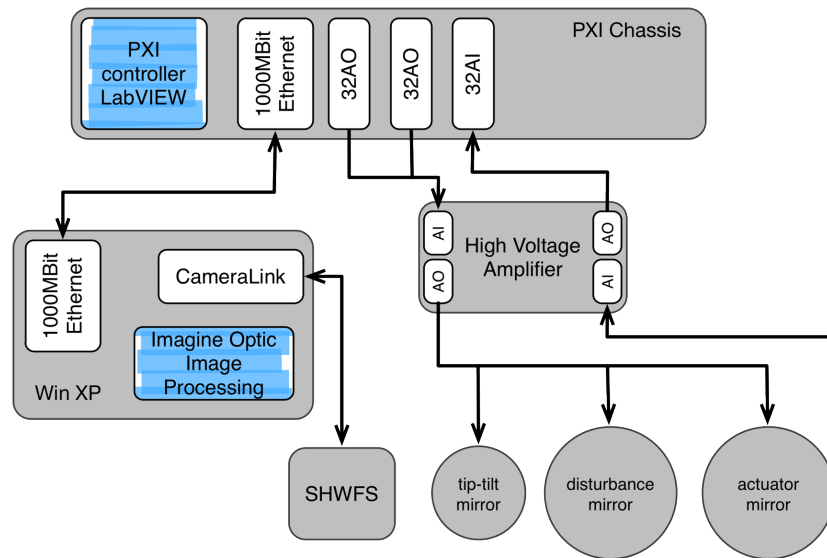 PXI Chassis
PXI
controller
LabVIEW
1000MBit
Ethernet
32AO
32AO
32AI
High Voltage
Amplifier
AI
AO
AO
AI
1000MBit
Ethernet
CameraLink
Imagine Optic
Image
Processing
Win XP
SHWFS
tip-tilt
mirror
disturbance
mirror
actuator
mirror